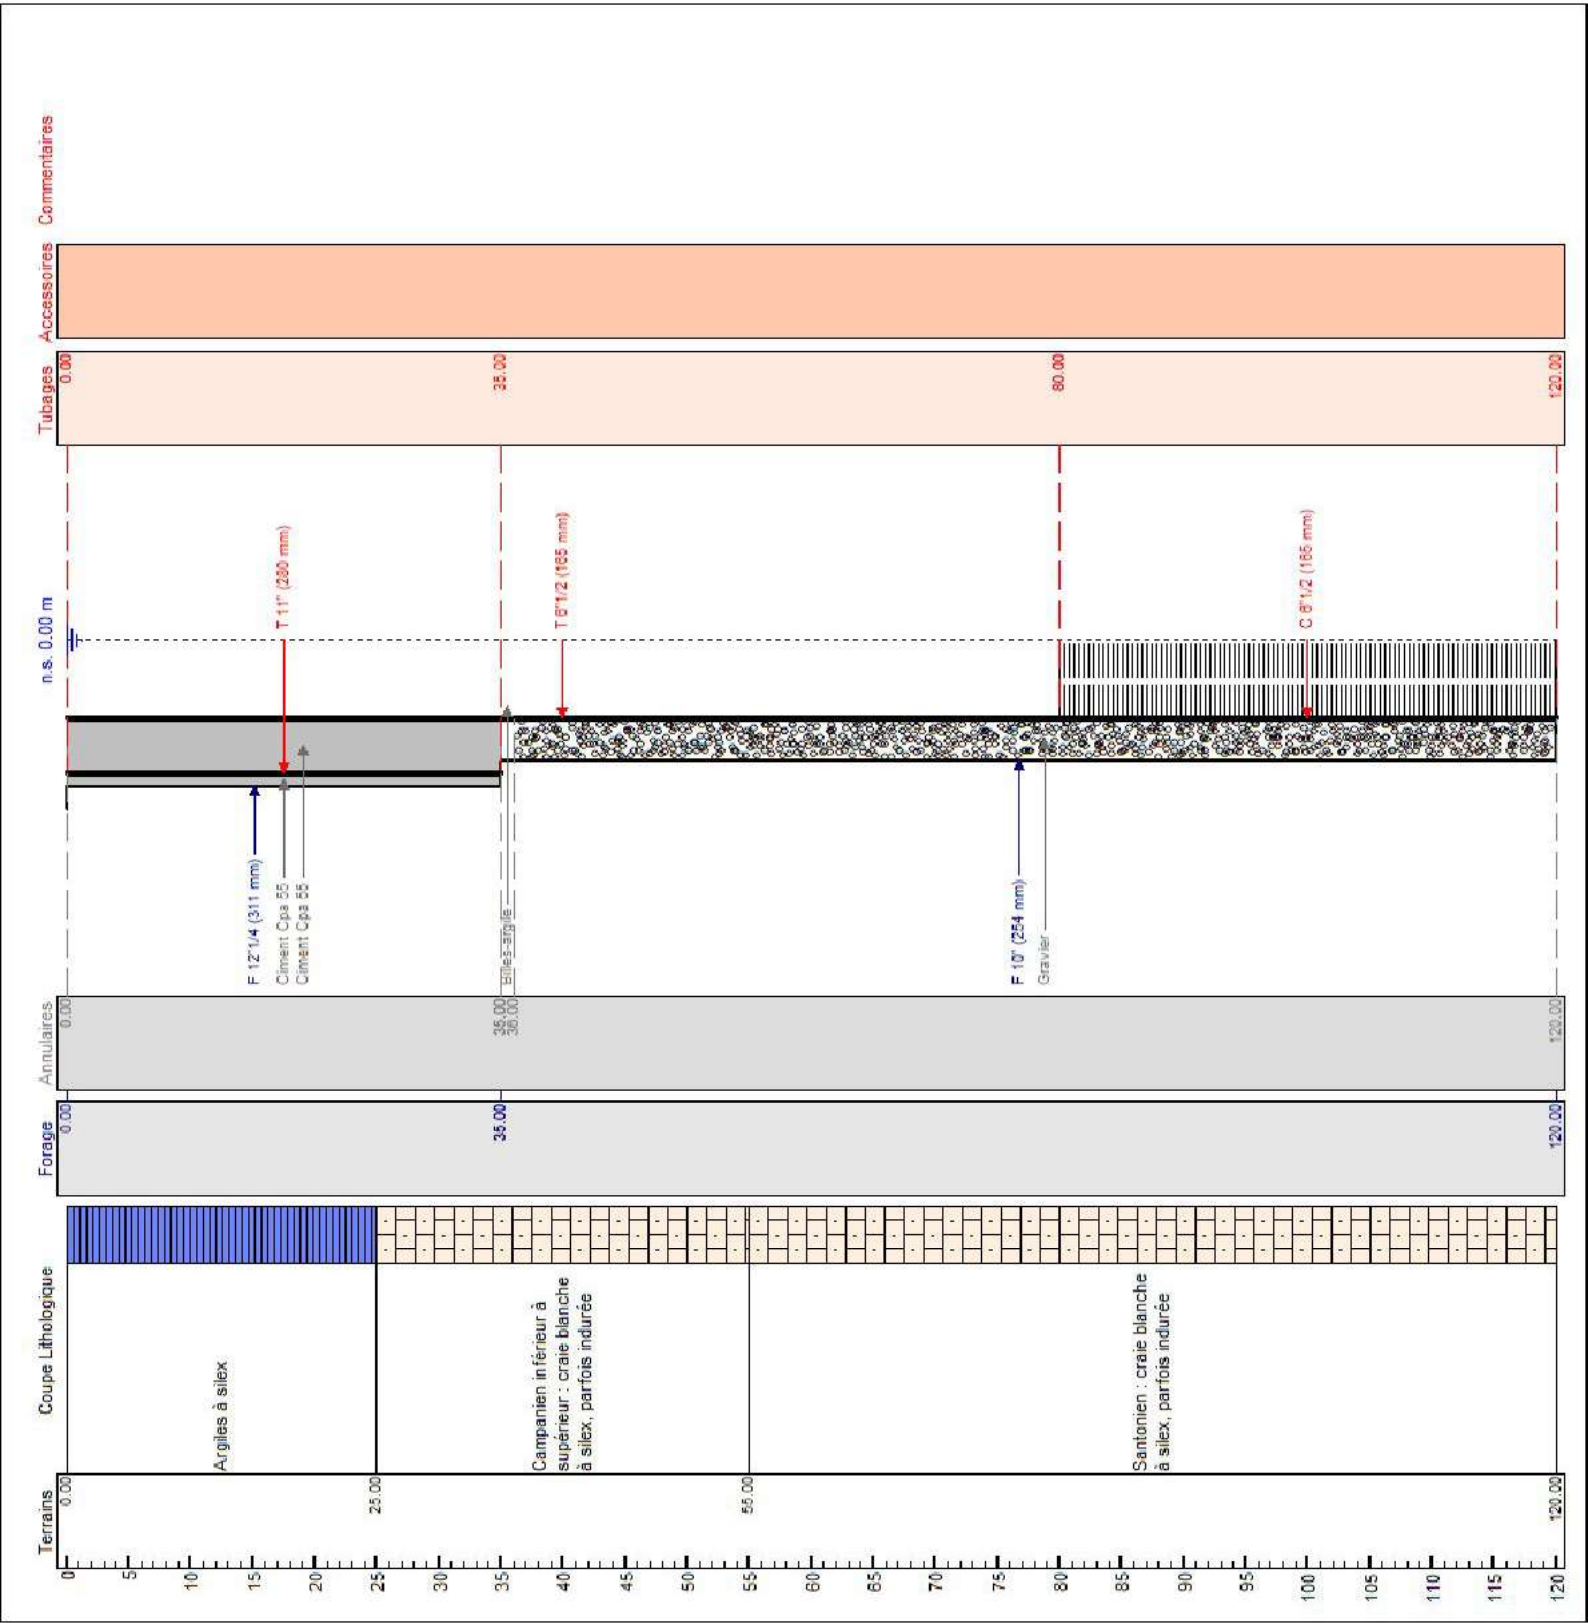 Terrains
Coupe Lithologique
Forage
Annulaires
n.s. 0.00 m
Tubages
Accessoires
Commentaires
0
5
10
15
20
25
30
35
40
45
50
55
60
65
70
75
80
85
90
95
100
105
110
115
120
0.00
25.00
55.00
120.00
Argiles à silex
Campanien inférieur à
supérieur : craie blanche
à silex, parfois indurée
Santonien : craie blanche
à silex, parfois indurée
0.00
35.00
120.00
0.00
35.00
36.00
120.00
F 12"1/4 (311 mm)
Ciment Cpa 55
Ciment Cpa 55
Billes-argile
F 10" (254 mm)
Gravier
T 11" (280 mm)
T 6"1/2 (165 mm)
C 6"1/2 (165 mm)
0.00
35.00
80.00
120.00